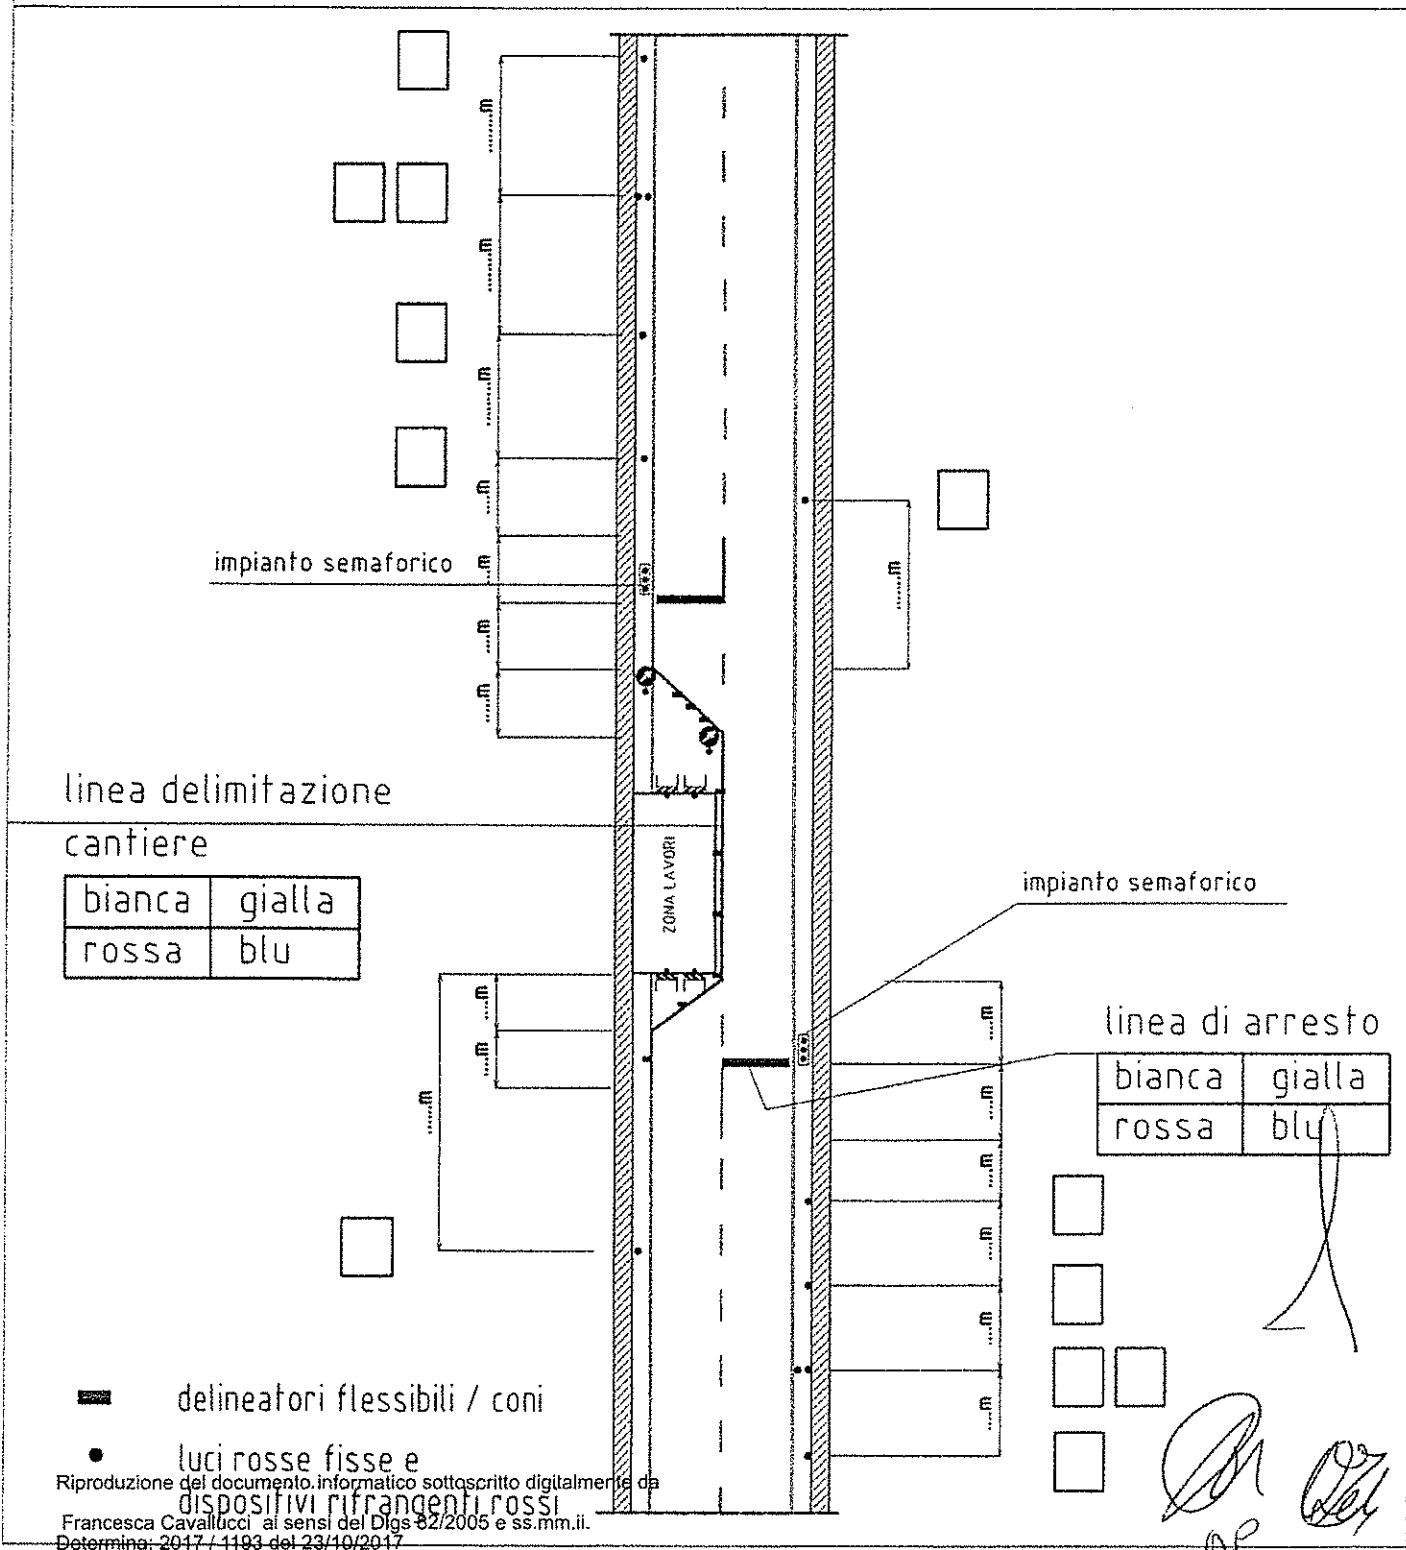 ......m
......m
......m
....m
impianto semaforico
....m
....m
....m
......m
linea delimitazione
cantiere
bianca gialla
rossa blu
ZONA LAVORI
impianto semaforico
....m
....m
......m
linea di arresto
bianca gialla
rossa blu
....m
....m
....m
....m
....m
....m
delineatori flessibili / coni
luci rosse fisse e
dispositivi rifrangenti rossi
Riproduzione del documento informatico sottoscritto digitalmente da
Francesca Cavallucci ai sensi del Dlgs 82/2005 e ss.mm.ii.
Determina: 2017 / 1193 del 23/10/2017